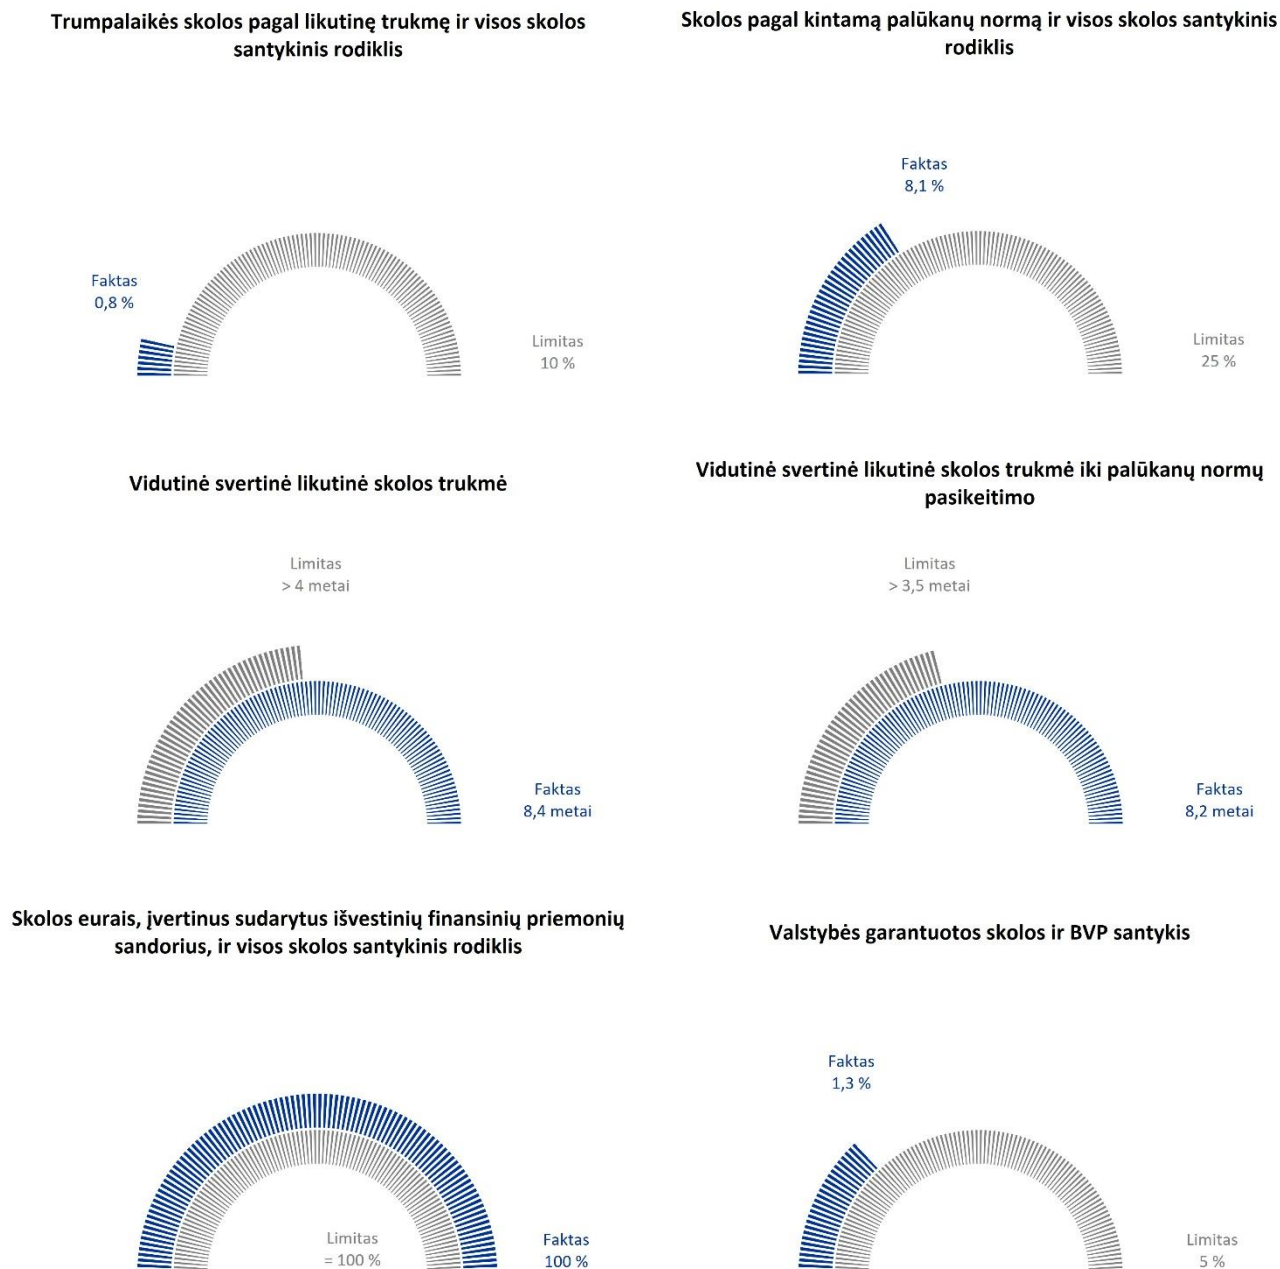 Trumpalaikės skolos pagal likutinę trukmę ir visos skolos
santykinis rodiklis
Faktas
0,8 %
Limitas
10 %
Skolos pagal kintamą palūkanų normą ir visos skolos santykinis
rodiklis
Faktas
8,1 %
Limitas
25 %
Vidutinė svertinė likutinė skolos trukmė
Limitas
> 4 metai
Faktas
8,4 metai
Vidutinė svertinė likutinė skolos trukmė iki palūkanų normų
pasikeitimo
Limitas
> 3,5 metai
Faktas
8,2 metai
Skolos eurais, įvertinus sudarytus išvestinių finansinių priemonių
sandorius, ir visos skolos santykinis rodiklis
Limitas
= 100 %
Faktas
100 %
Valstybės garantuotos skolos ir BVP santykis
Faktas
1,3 %
Limitas
5 %